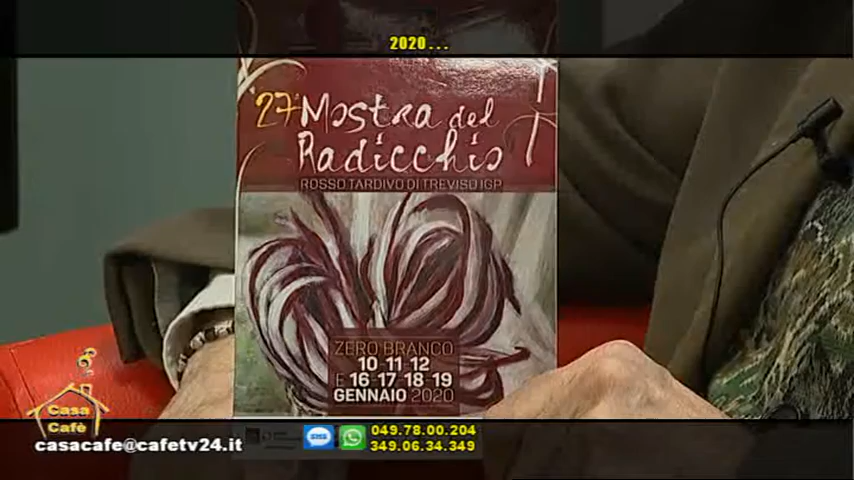 2020...
27ª Mostra del
Radicchio
ROSSO TARDIVO DI TREVISO IGP
ZERO BRANCO
10-11-12
E 16-17-18-19
GENNAIO 2020
Casa
Cafè
casacafe@cafetv24.it
SMS
049.78.00.204
349.06.34.349